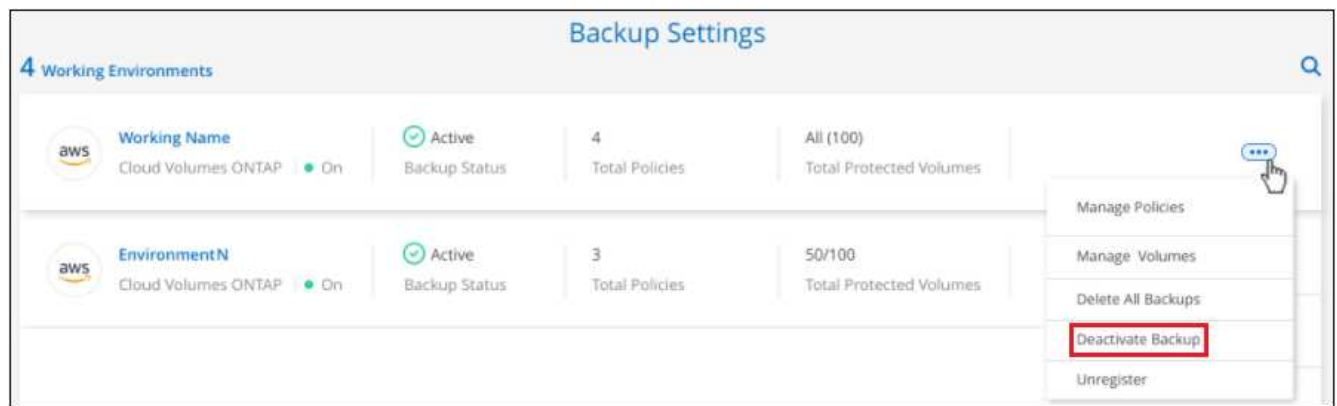 Backup Settings
4 Working Environments
aws Working Name Active 4 All (100)
Cloud Volumes ONTAP On Backup Status Total Policies Total Protected Volumes
Manage Policies
aws EnvironmentN Active 3 50/100 Manage Volumes
Cloud Volumes ONTAP On Backup Status Total Policies Total Protected Volumes
Delete All Backups
Deactivate Backup
Unregister